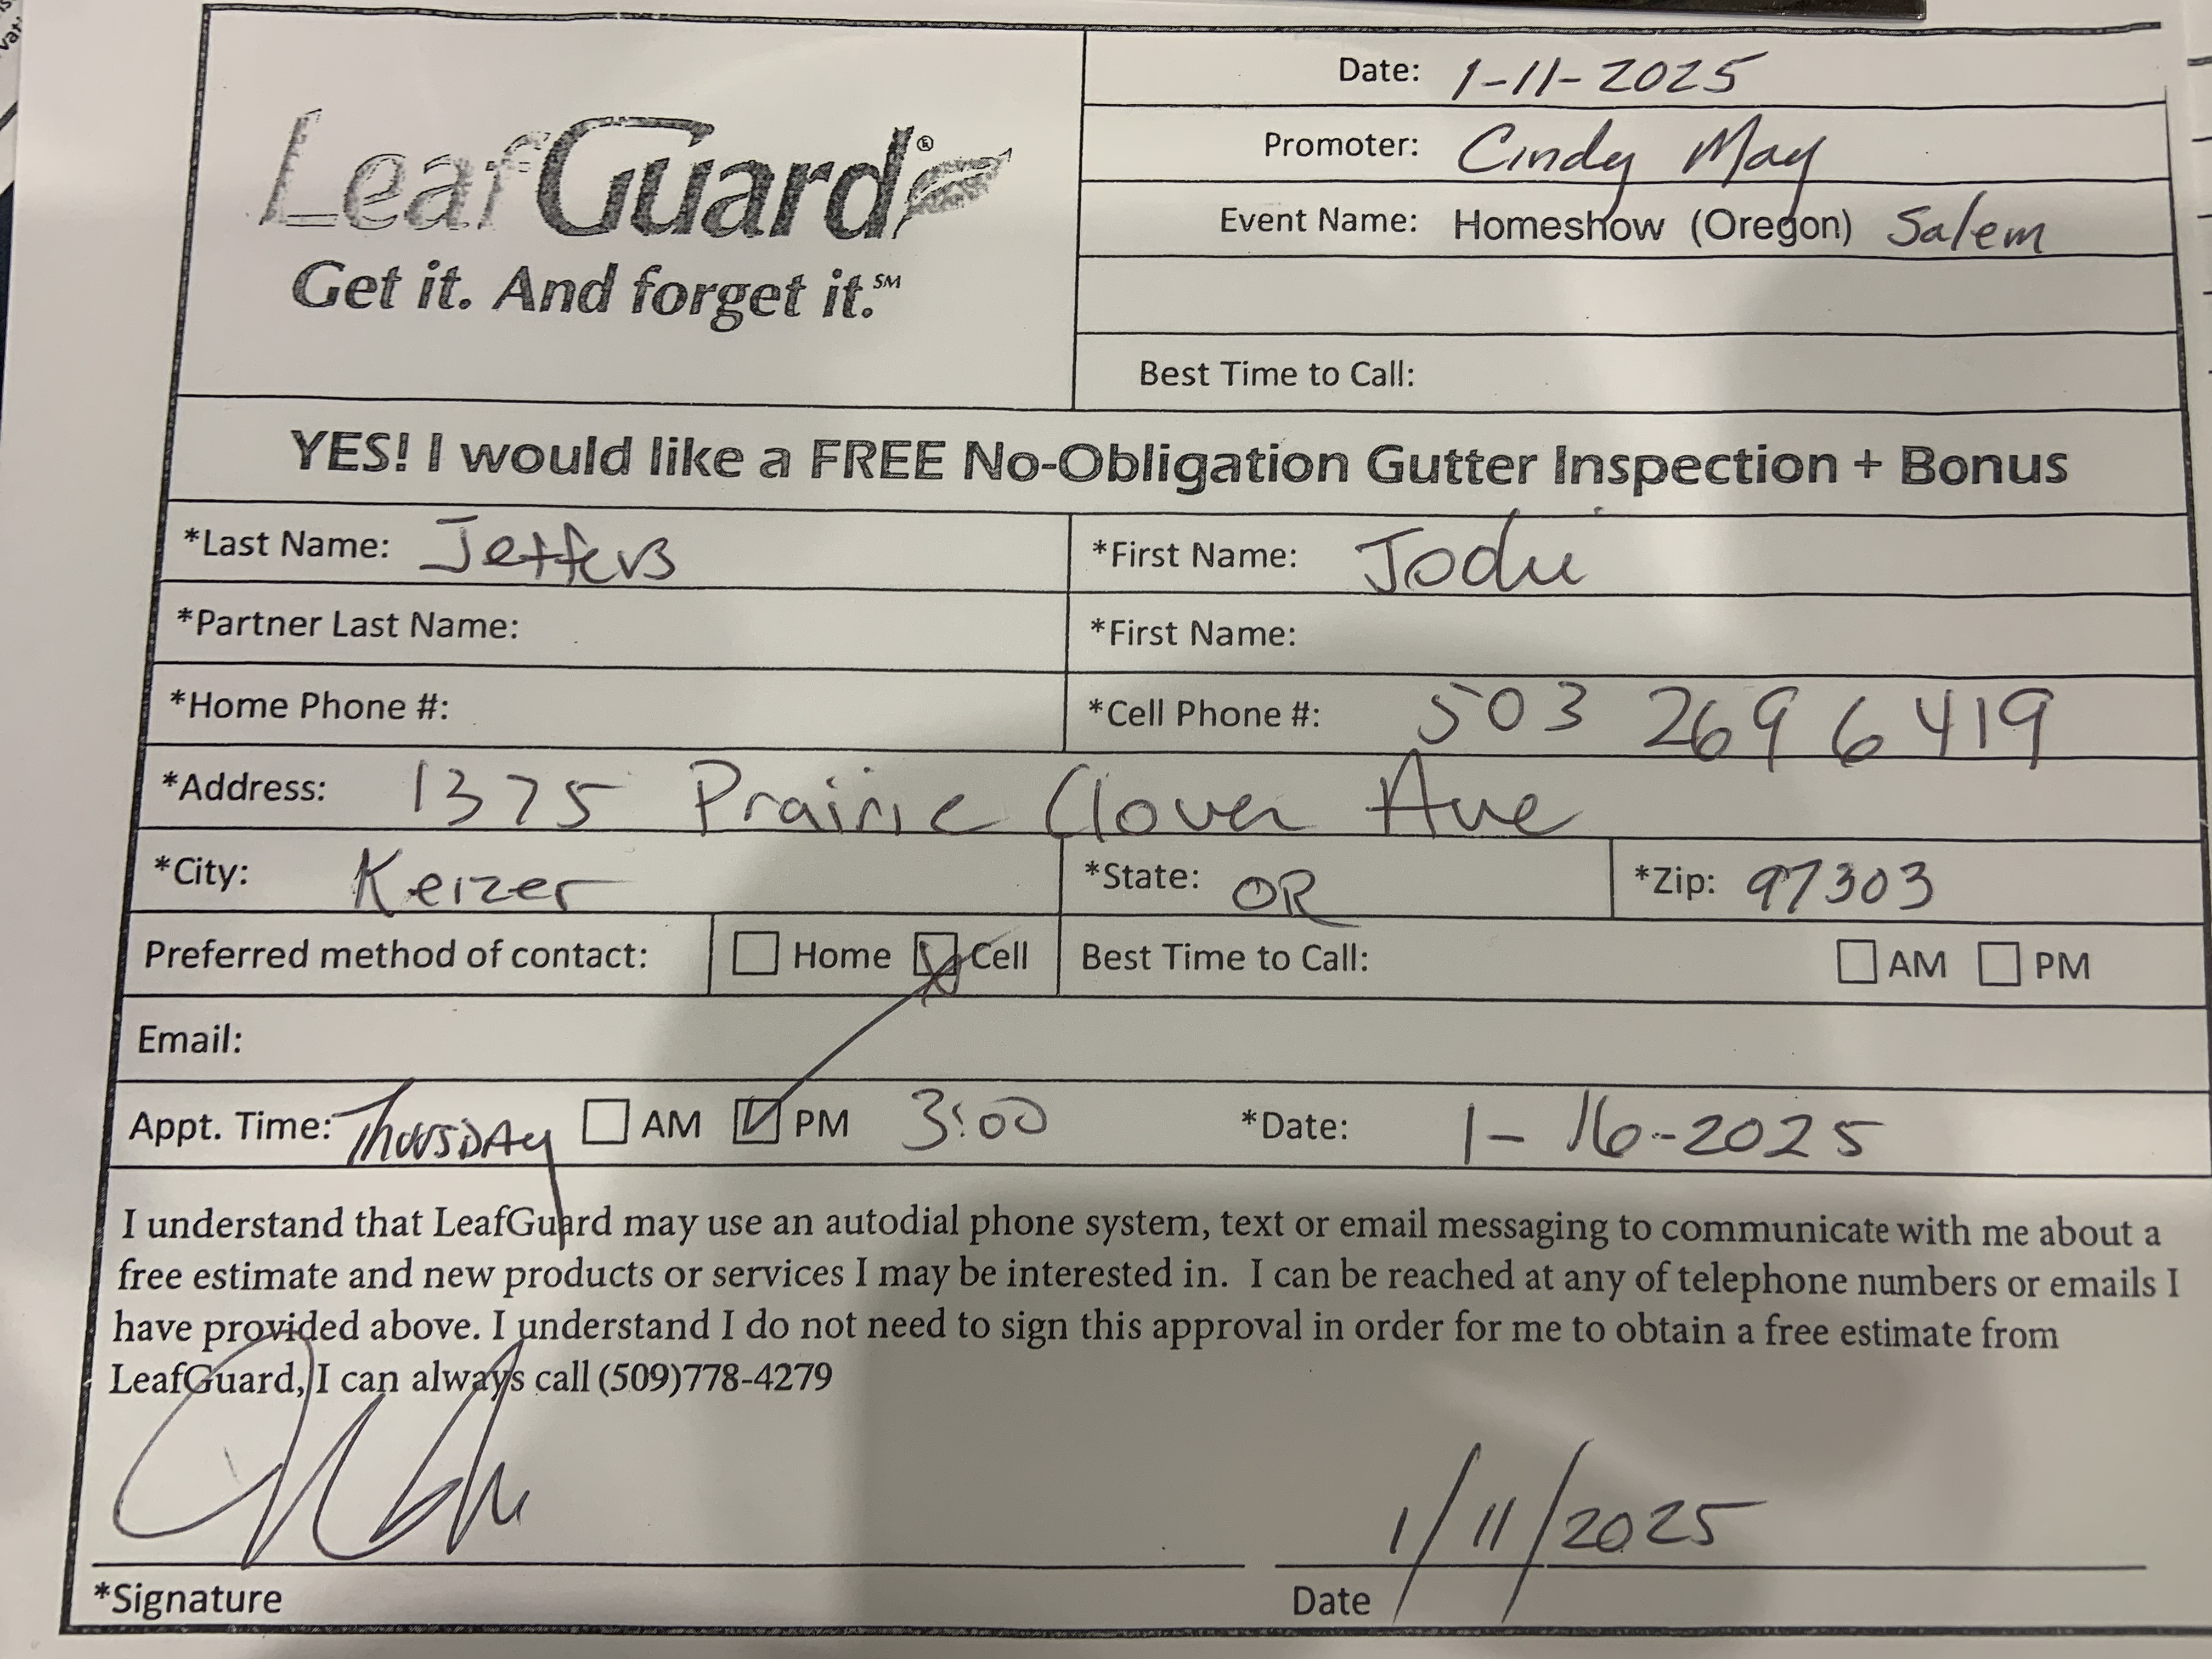 LeafGuard®
Get it. And forget it.℠
Date: 1-11-2025
Promoter: Cindy May
Event Name: Homeshow (Oregon) Salem
Best Time to Call:
YES! I would like a FREE No-Obligation Gutter Inspection + Bonus
*Last Name: Jeffers *First Name: Jodi
*Partner Last Name: *First Name:
*Home Phone #: *Cell Phone #: 503 269 6419
*Address: 1375 Prairie Clover Ave
*City: Keizer *State: OR *Zip: 97303
Preferred method of contact: ☐ Home ☑ Cell Best Time to Call: ☐ AM ☐ PM
Email:
Appt. Time: Thursday ☐ AM ☑ PM 3:00 *Date: 1-16-2025
I understand that LeafGuard may use an autodial phone system, text or email messaging to communicate with me about a
free estimate and new products or services I may be interested in. I can be reached at any of telephone numbers or emails I
have provided above. I understand I do not need to sign this approval in order for me to obtain a free estimate from
LeafGuard, I can always call (509)778-4279
1/11/2025
*Signature Date